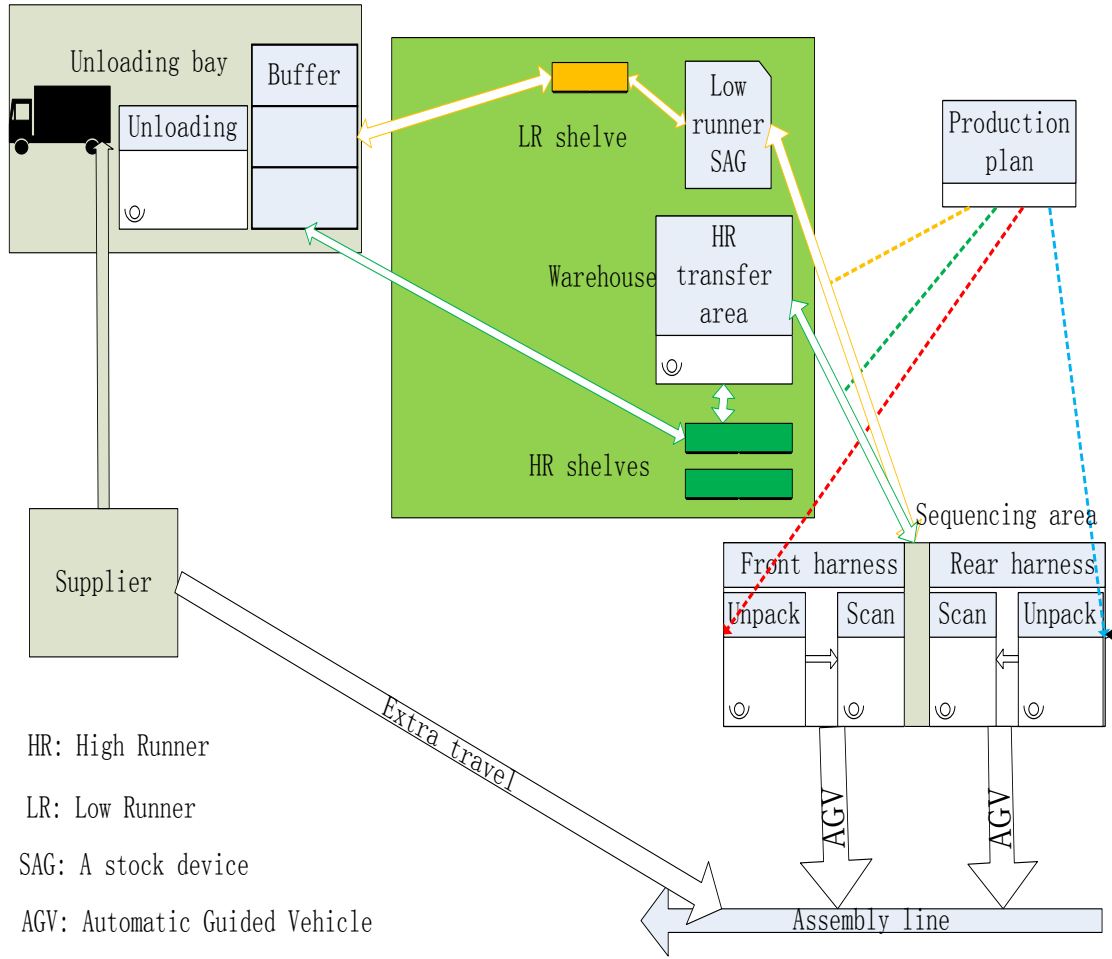 Unloading bay
Buffer
Unloading
LR shelve
Low
runner
SAG
Production
plan
Warehouse
HR
transfer
area
HR shelves
Sequencing area
Supplier
Front harness
Rear harness
Unpack
Scan
Scan
Unpack
Extra travel
AGV
AGV
Assembly line
HR: High Runner
LR: Low Runner
SAG: A stock device
AGV: Automatic Guided Vehicle